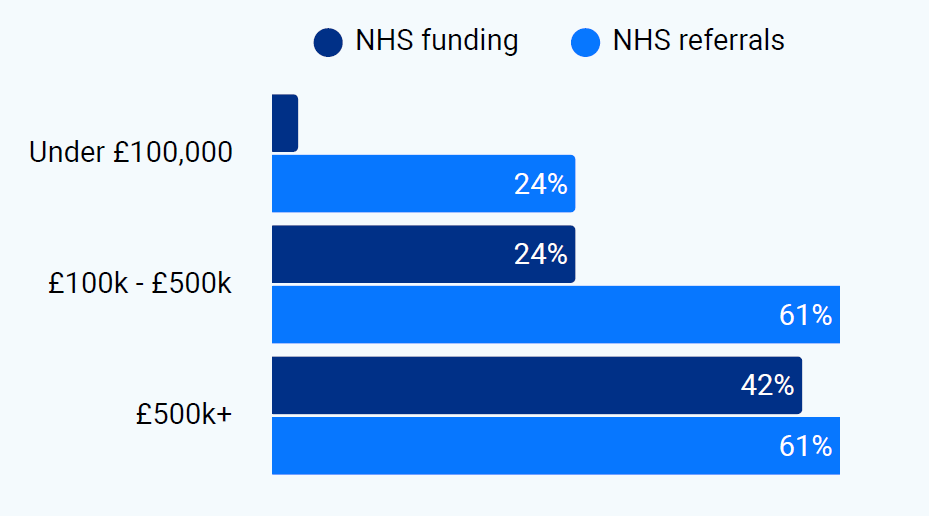 NHS funding NHS referrals
Under £100,000
24%
24%
£100k - £500k
61%
42%
£500k+
61%